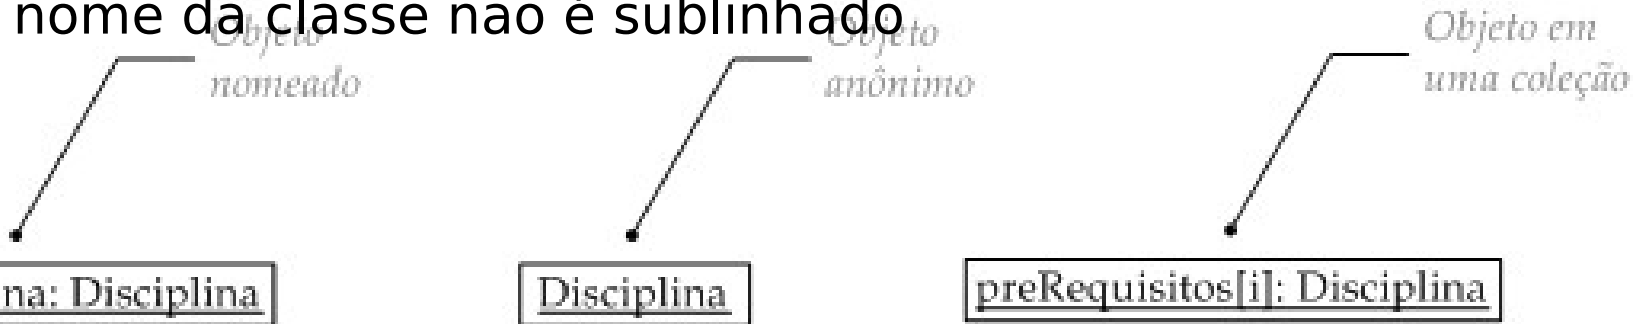 nome da classe não é sublinhado
Objeto
nomeado
Objeto
anônimo
Objeto em
uma coleção
na: Disciplina
Disciplina
preRequisitos[i]: Disciplina